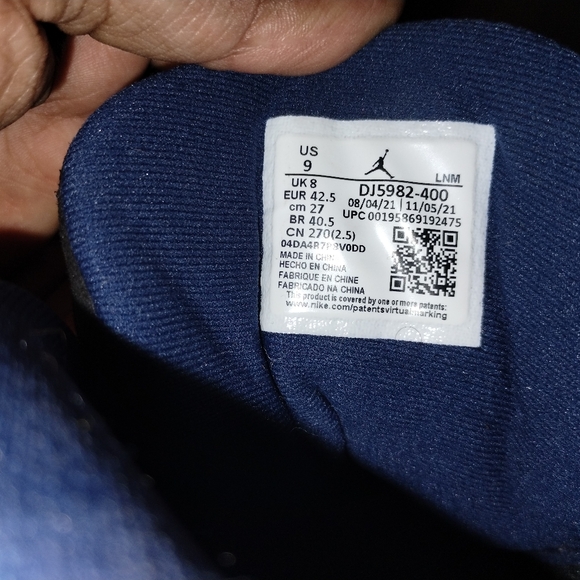 US
9
LNM
UK 8
DJ5982-400
EUR 42.5
08/04/21 | 11/05/21
cm 27
UPC 00195869192475
BR 40.5
CN 270(2.5)
MADE IN CHINA
HECHO EN CHINA
FABRIQUE EN CHINE
FABRICADO NA CHINA
This product is covered by one or more patents:
www.nike.com/patentsvirtualmarking